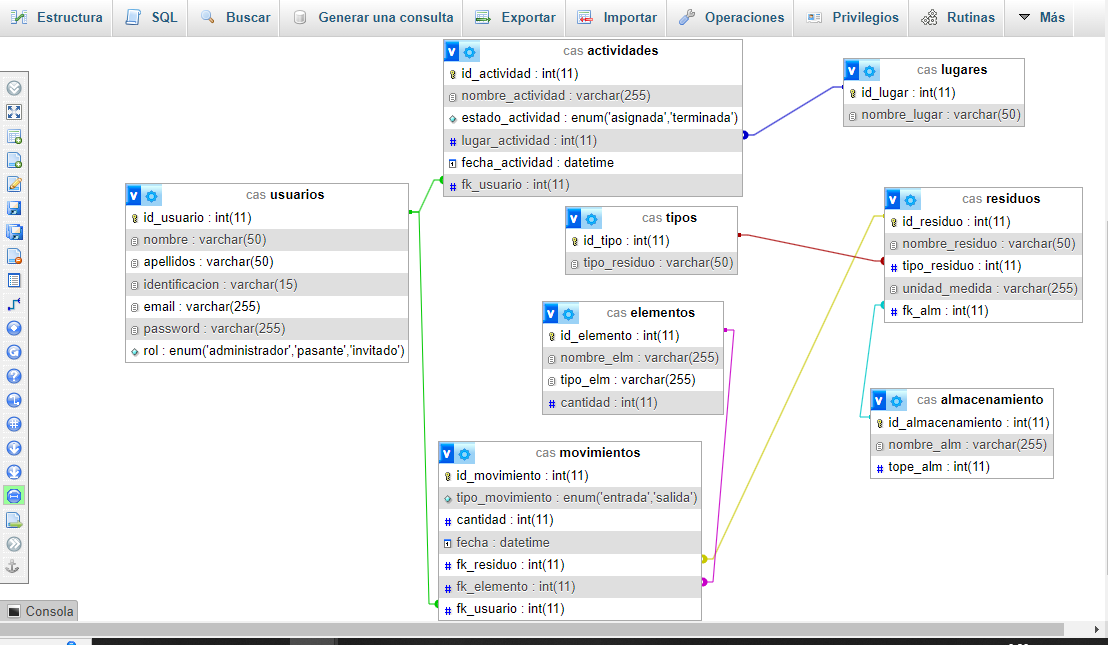 Estructura SQL Buscar Generar una consulta Exportar Importar Operaciones Privilegios Rutinas Más
v cas actividades
id_actividad : int(11)
nombre_actividad : varchar(255)
estado_actividad : enum('asignada','terminada')
# lugar_actividad : int(11)
fecha_actividad : datetime
# fk_usuario : int(11)
v cas lugares
id_lugar : int(11)
nombre_lugar : varchar(50)
v cas usuarios
id_usuario : int(11)
nombre : varchar(50)
apellidos : varchar(50)
identificacion : varchar(15)
email : varchar(255)
password : varchar(255)
rol : enum('administrador','pasante','invitado')
v cas tipos
id_tipo : int(11)
tipo_residuo : varchar(50)
v cas residuos
id_residuo : int(11)
nombre_residuo : varchar(50)
# tipo_residuo : int(11)
unidad_medida : varchar(255)
# fk_alm : int(11)
v cas elementos
id_elemento : int(11)
nombre_elm : varchar(255)
tipo_elm : varchar(255)
# cantidad : int(11)
v cas almacenamiento
id_almacenamiento : int(11)
nombre_alm : varchar(255)
# tope_alm : int(11)
v cas movimientos
id_movimiento : int(11)
tipo_movimiento : enum('entrada','salida')
# cantidad : int(11)
fecha : datetime
# fk_residuo : int(11)
# fk_elemento : int(11)
# fk_usuario : int(11)
Consola